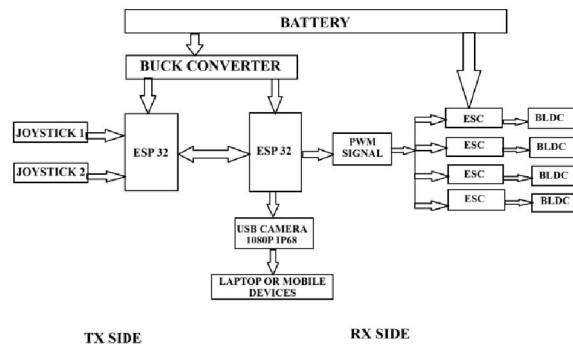 BATTERY
BUCK CONVERTER
JOYSTICK 1
JOYSTICK 2
ESP 32
ESP 32
PWM
SIGNAL
ESC
BLDC
ESC
BLDC
ESC
BLDC
ESC
BLDC
USB CAMERA
1080P IP68
LAPTOP OR MOBILE
DEVICES
TX SIDE
RX SIDE